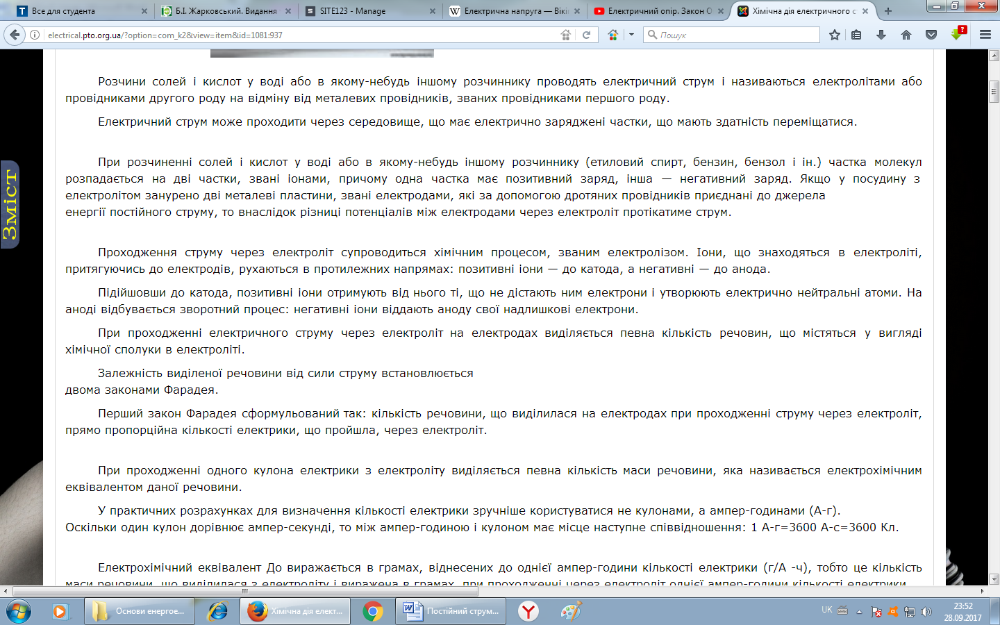 Все для студента
Б.І. Жарковський. Видання
SITE123 - Manage
Електрична напруга — Вікі
Електричний опір. Закон О
Хімічна дія електричного с
electrical.pto.org.ua/?option=com_k2&view=item&id=1081:937
Пошук
Розчини солей і кислот у воді або в якому-небудь іншому розчиннику проводять електричний струм і називаються електролітами або
провідниками другого роду на відміну від металевих провідників, званих провідниками першого роду.
Електричний струм може проходити через середовище, що має електрично заряджені частки, що мають здатність переміщатися.
При розчиненні солей і кислот у воді або в якому-небудь іншому розчиннику (етиловий спирт, бензин, бензол і ін.) частка молекул
розпадається на дві частки, звані іонами, причому одна частка має позитивний заряд, інша — негативний заряд. Якщо у посудину з
електролітом занурено дві металеві пластини, звані електродами, які за допомогою дротяних провідників приєднані до джерела
енергії постійного струму, то внаслідок різниці потенціалів між електродами через електроліт протікатиме струм.
Зміст
Проходження струму через електроліт супроводиться хімічним процесом, званим електролізом. Іони, що знаходяться в електроліті,
притягуючись до електродів, рухаються в протилежних напрямах: позитивні іони — до катода, а негативні — до анода.
Підійшовши до катода, позитивні іони отримують від нього ті, що не дістають ним електрони і утворюють електрично нейтральні атоми. На
аноді відбувається зворотний процес: негативні іони віддають аноду свої надлишкові електрони.
При проходженні електричного струму через електроліт на електродах виділяється певна кількість речовин, що містяться у вигляді
хімічної сполуки в електроліті.
Залежність виділеної речовини від сили струму встановлюється
двома законами Фарадея.
Перший закон Фарадея сформульований так: кількість речовини, що виділилася на електродах при проходженні струму через електроліт,
прямо пропорційна кількості електрики, що пройшла, через електроліт.
При проходженні одного кулона електрики з електроліту виділяється певна кількість маси речовини, яка називається електрохімічним
еквівалентом даної речовини.
У практичних розрахунках для визначення кількості електрики зручніше користуватися не кулонами, а ампер-годинами (А-г).
Оскільки один кулон дорівнює ампер-секунді, то між ампер-годиною і кулоном має місце наступне співвідношення: 1 А-г=3600 А-с=3600 Кл.
Електрохімічний еквівалент До виражається в грамах, віднесених до однієї ампер-години кількості електрики (г/А -ч), тобто це кількість
маси речовини, що виділилася з електроліту і виражена в грамах, при проходженні через електроліт однієї ампер-години кількості електрики.
Основи енергое...
Хімічна дія елект...
Постійний струм...
UK
23:52
28.09.2017